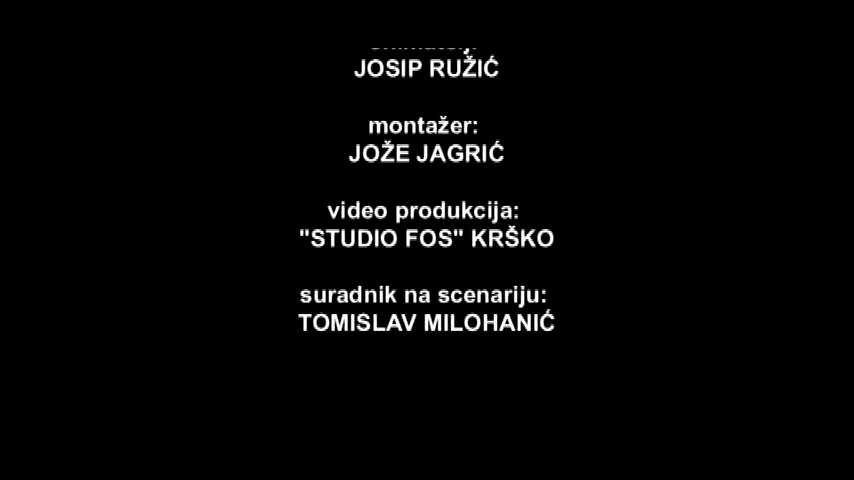 JOSIP RUŽIĆ
montažer:
JOŽE JAGRIĆ
video produkcija:
"STUDIO FOS" KRŠKO
suradnik na scenariju:
TOMISLAV MILOHANIĆ